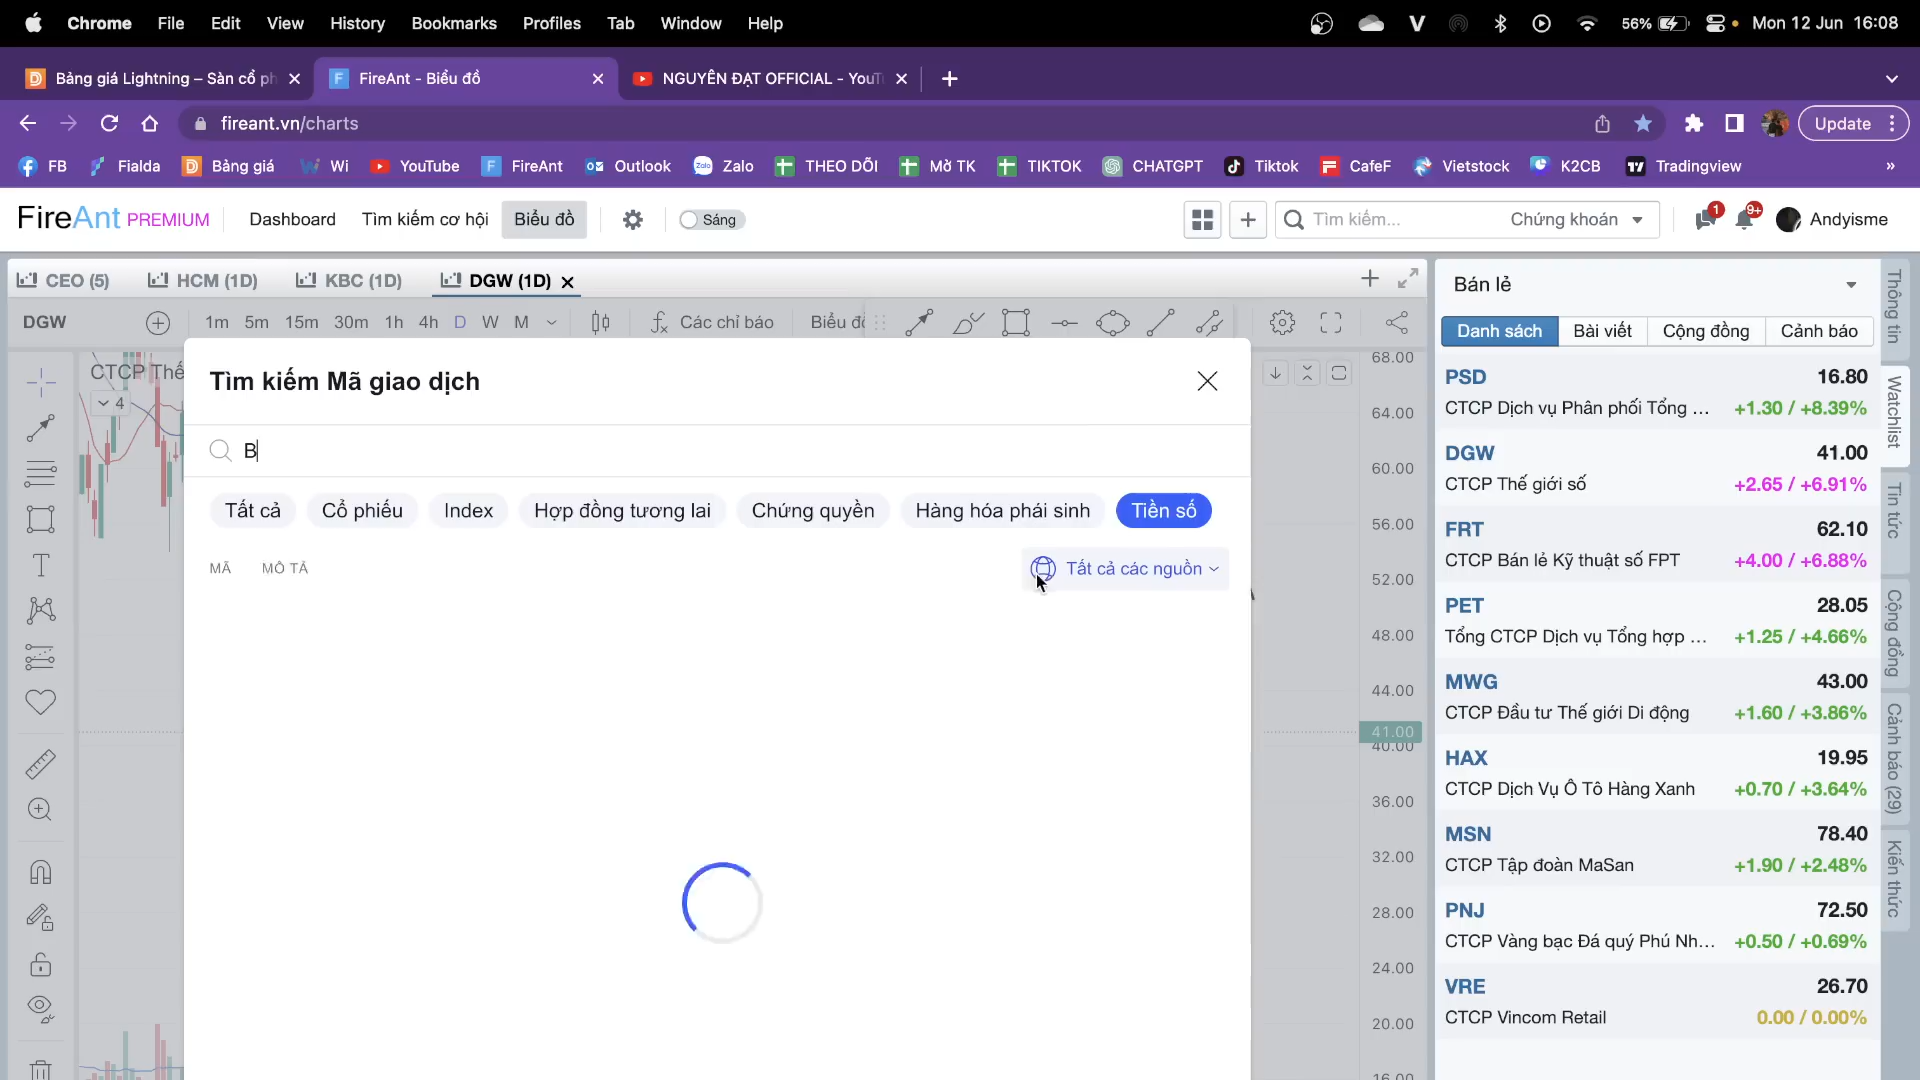 Chrome File Edit View History Bookmarks Profiles Tab Window Help 56% Mon 12 Jun 16:08
Bảng giá Lightning – Sàn cổ ph FireAnt - Biểu đồ NGUYỄN ĐẠT OFFICIAL - YouTu
fireant.vn/charts Update
FB Fialda Bảng giá Wi YouTube FireAnt Outlook Zalo THEO DÕI Mở TK TIKTOK CHATGPT Tiktok CafeF Vietstock K2CB Tradingview »
FireAnt PREMIUM Dashboard Tìm kiếm cơ hội Biểu đồ Sáng Tìm kiếm... Chứng khoán 1 9+ Andyisme
CEO (5) HCM (1D) KBC (1D) DGW (1D)
DGW 1m 5m 15m 30m 1h 4h D W M Các chỉ báo Biểu đồ
CTCP Thế
4
Tìm kiếm Mã giao dịch
B
Tất cả Cổ phiếu Index Hợp đồng tương lai Chứng quyền Hàng hóa phái sinh Tiền số
MÃ MÔ TẢ Tất cả các nguồn
68.00
64.00
60.00
56.00
52.00
48.00
44.00
41.00
40.00
36.00
32.00
28.00
24.00
20.00
16.00
Bán lẻ
Danh sách Bài viết Cộng đồng Cảnh báo
PSD 16.80
CTCP Dịch vụ Phân phối Tổng ... +1.30 / +8.39%
DGW 41.00
CTCP Thế giới số +2.65 / +6.91%
FRT 62.10
CTCP Bán lẻ Kỹ thuật số FPT +4.00 / +6.88%
PET 28.05
Tổng CTCP Dịch vụ Tổng hợp ... +1.25 / +4.66%
MWG 43.00
CTCP Đầu tư Thế giới Di động +1.60 / +3.86%
HAX 19.95
CTCP Dịch Vụ Ô Tô Hàng Xanh +0.70 / +3.64%
MSN 78.40
CTCP Tập đoàn MaSan +1.90 / +2.48%
PNJ 72.50
CTCP Vàng bạc Đá quý Phú Nh... +0.50 / +0.69%
VRE 26.70
CTCP Vincom Retail 0.00 / 0.00%
Thông tin
Watchlist
Tin tức
Cộng đồng
Cảnh báo (29)
Kiến thức